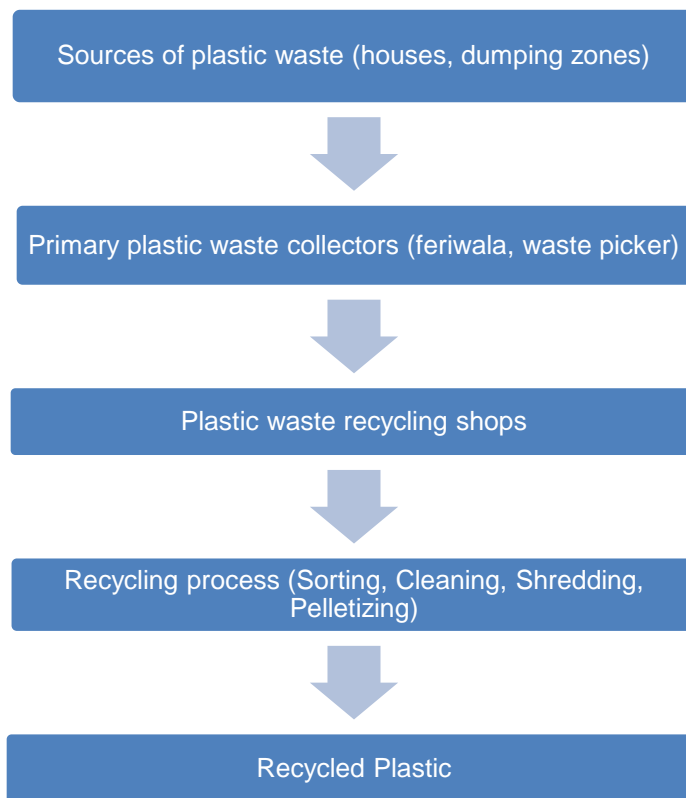 Sources of plastic waste (houses, dumping zones)
Primary plastic waste collectors (feriwala, waste picker)
Plastic waste recycling shops
Recycling process (Sorting, Cleaning, Shredding,
Pelletizing)
Recycled Plastic